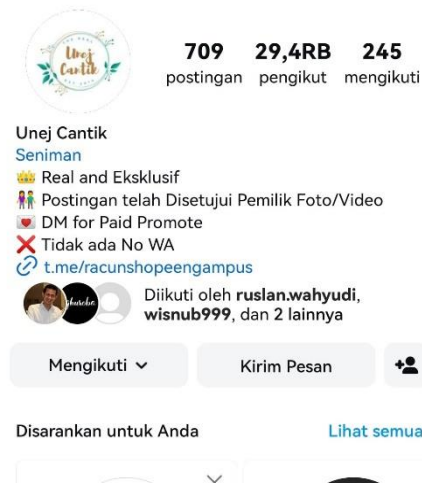 Unej
Cantik
709 29,4RB 245
postingan pengikut mengikuti
Unej Cantik
Seniman
👑 Real and Eksklusif
👫 Postingan telah Disetujui Pemilik Foto/Video
💌 DM for Paid Promote
❌ Tidak ada No WA
t.me/racunshopeengampus
Diikuti oleh ruslan.wahyudi,
wisnub999, dan 2 lainnya
Mengikuti
Kirim Pesan
Disarankan untuk Anda
Lihat semua